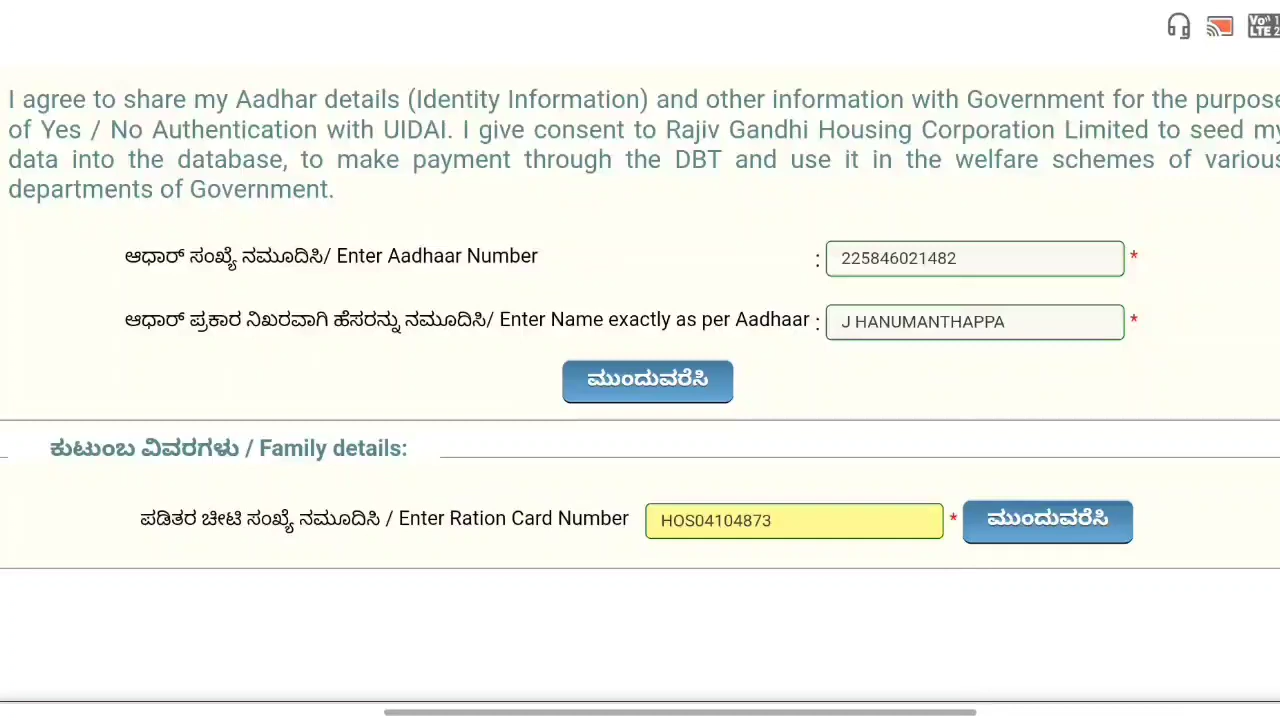 I agree to share my Aadhar details (Identity Information) and other information with Government for the purpose
of Yes / No Authentication with UIDAI. I give consent to Rajiv Gandhi Housing Corporation Limited to seed my
data into the database, to make payment through the DBT and use it in the welfare schemes of various
departments of Government.
ಆಧಾರ್ ಸಂಖ್ಯೆ ನಮೂದಿಸಿ/ Enter Aadhaar Number : 225846021482 *
ಆಧಾರ್ ಪ್ರಕಾರ ನಿಖರವಾಗಿ ಹೆಸರನ್ನು ನಮೂದಿಸಿ/ Enter Name exactly as per Aadhaar : J HANUMANTHAPPA *
ಮುಂದುವರೆಸಿ
ಕುಟುಂಬ ವಿವರಗಳು / Family details:
ಪಡಿತರ ಚೀಟಿ ಸಂಖ್ಯೆ ನಮೂದಿಸಿ / Enter Ration Card Number HOS04104873 * ಮುಂದುವರೆಸಿ